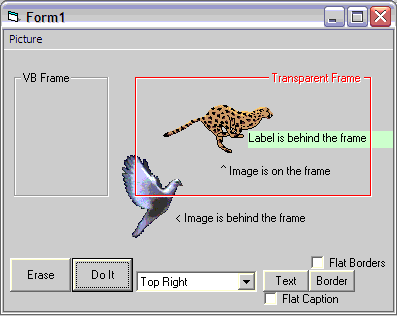 Form1
Picture
VB Frame
Transparent Frame
Label is behind the frame
^ Image is on the frame
< Image is behind the frame
Flat Borders
Erase
Do It
Top Right
Text
Border
Flat Caption